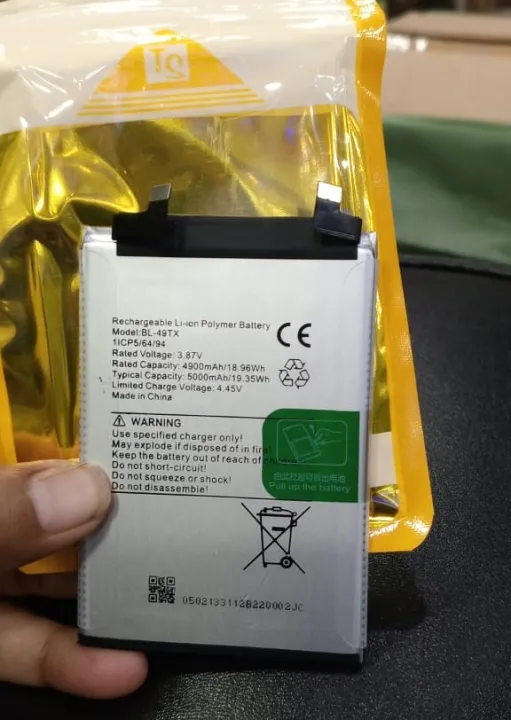 Rechargeable Li-ion Polymer Battery
Model:BL-49TX
1ICP5/64/94
Rated Voltage: 3.87V
Rated Capacity: 4900mAh/18.96Wh
Typical Capacity: 5000mAh/19.35Wh
Limited Charge Voltage: 4.45V
Made in China
CE
WARNING
Use specified charger only!
May explode if disposed of in fire!
Keep the battery out of reach of children
Do not short-circuit!
Do not squeeze or shock!
Do not disassemble!
Pull up the battery